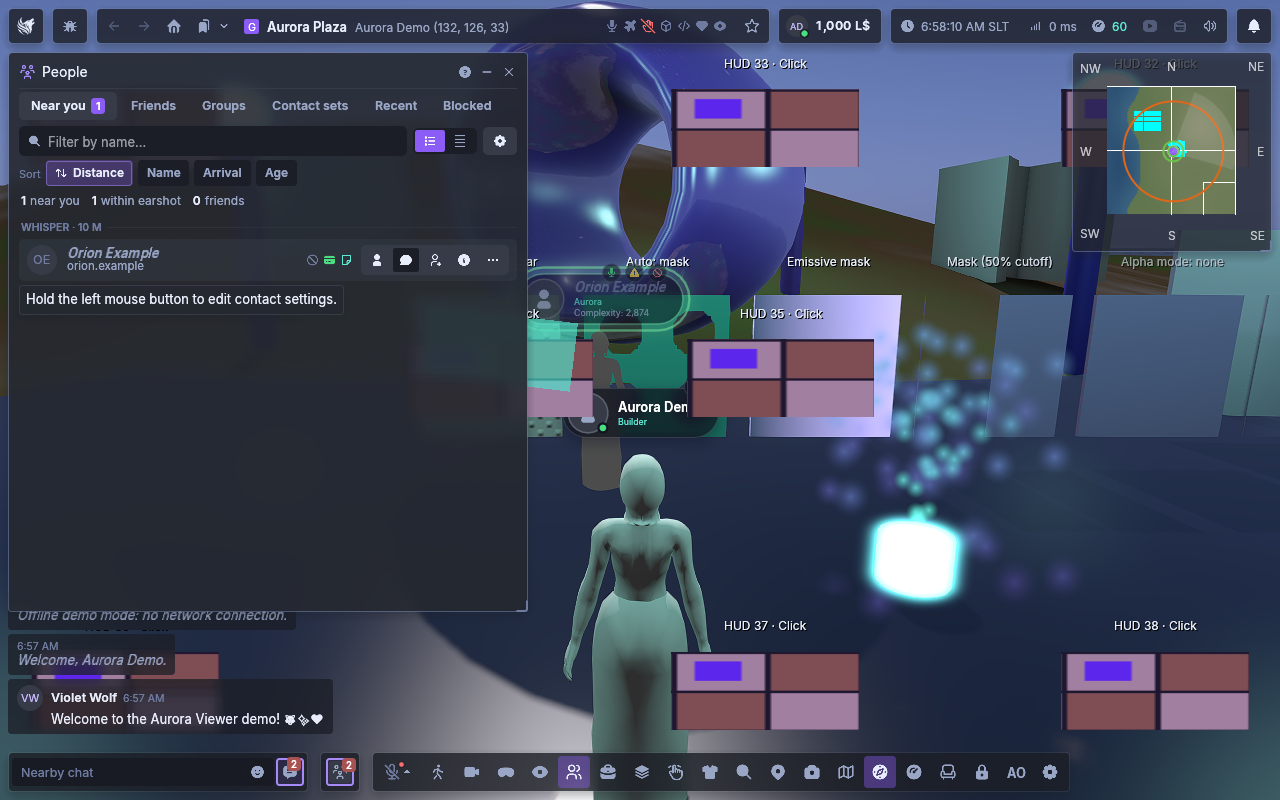 Aurora Plaza Aurora Demo (132, 126, 33)
AD 1,000 L$
6:58:10 AM SLT 0 ms 60
People
Near you 1 Friends Groups Contact sets Recent Blocked
Filter by name...
Sort Distance Name Arrival Age
1 near you 1 within earshot 0 friends
WHISPER · 10 M
OE Orion Example
orion.example
Hold the left mouse button to edit contact settings.
HUD 33 · Click
HUD 32 · Click
NW N NE
W E
SW S SE
ar Auto: mask Emissive mask Mask (50% cutoff) Alpha mode: none
Orion Example
Aurora
Complexity: 2,874
ck HUD 35 · Click
Aurora Den
Builder
HUD 37 · Click HUD 38 · Click
Offline demo mode: no network connection.
6:57 AM
Welcome, Aurora Demo.
VW Violet Wolf 6:57 AM
Welcome to the Aurora Viewer demo!
Nearby chat 2 2
AO